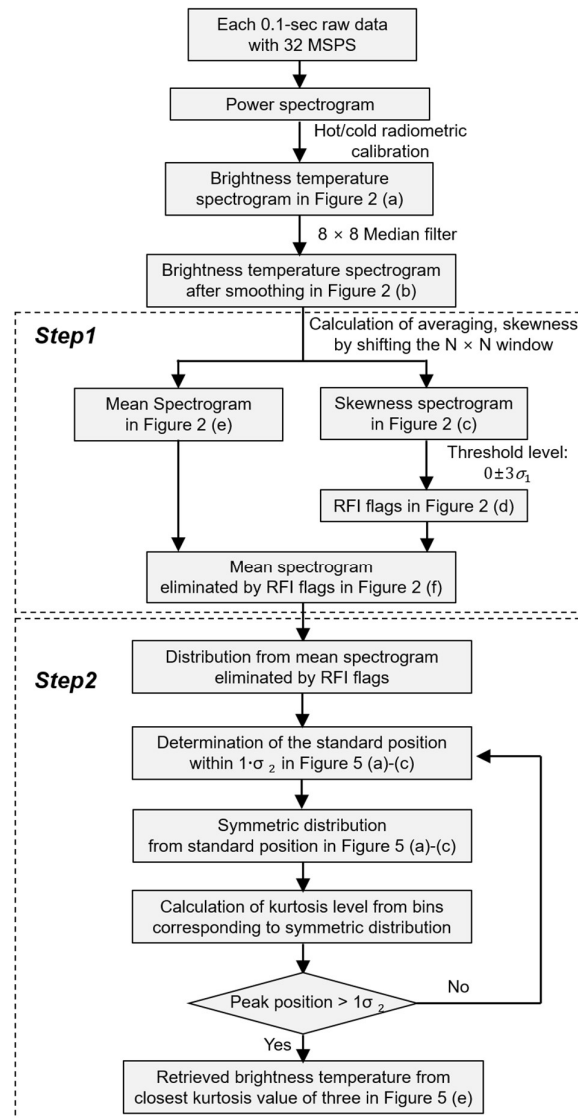 Each 0.1-sec raw data
with 32 MSPS
Power spectrogram
Hot/cold radiometric
calibration
Brightness temperature
spectrogram in Figure 2 (a)
8 × 8 Median filter
Brightness temperature spectrogram
after smoothing in Figure 2 (b)
Step1
Calculation of averaging, skewness
by shifting the N × N window
Mean Spectrogram
in Figure 2 (e)
Skewness spectrogram
in Figure 2 (c)
Threshold level:
0±3σ₁
RFI flags in Figure 2 (d)
Mean spectrogram
eliminated by RFI flags in Figure 2 (f)
Step2
Distribution from mean spectrogram
eliminated by RFI flags
Determination of the standard position
within 1·σ₂ in Figure 5 (a)-(c)
Symmetric distribution
from standard position in Figure 5 (a)-(c)
Calculation of kurtosis level from bins
corresponding to symmetric distribution
Peak position > 1σ₂
No
Yes
Retrieved brightness temperature from
closest kurtosis value of three in Figure 5 (e)